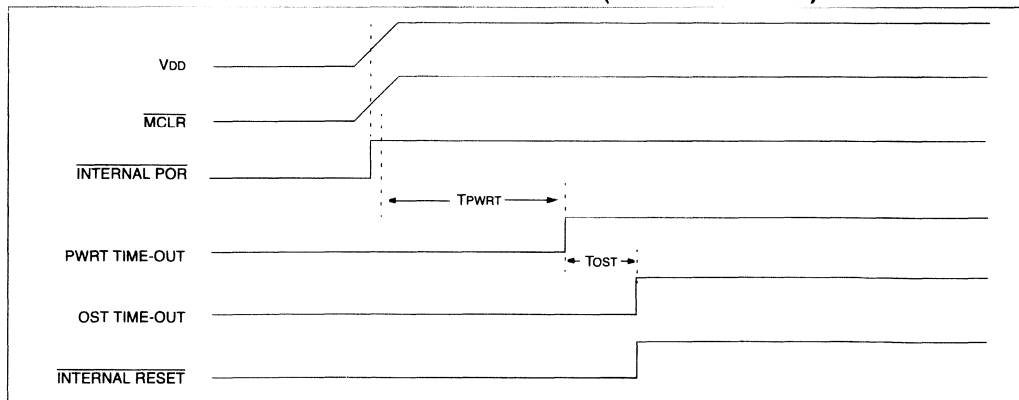 VDD
MCLR
INTERNAL POR
TPWRT
PWRT TIME-OUT
TOST
OST TIME-OUT
INTERNAL RESET